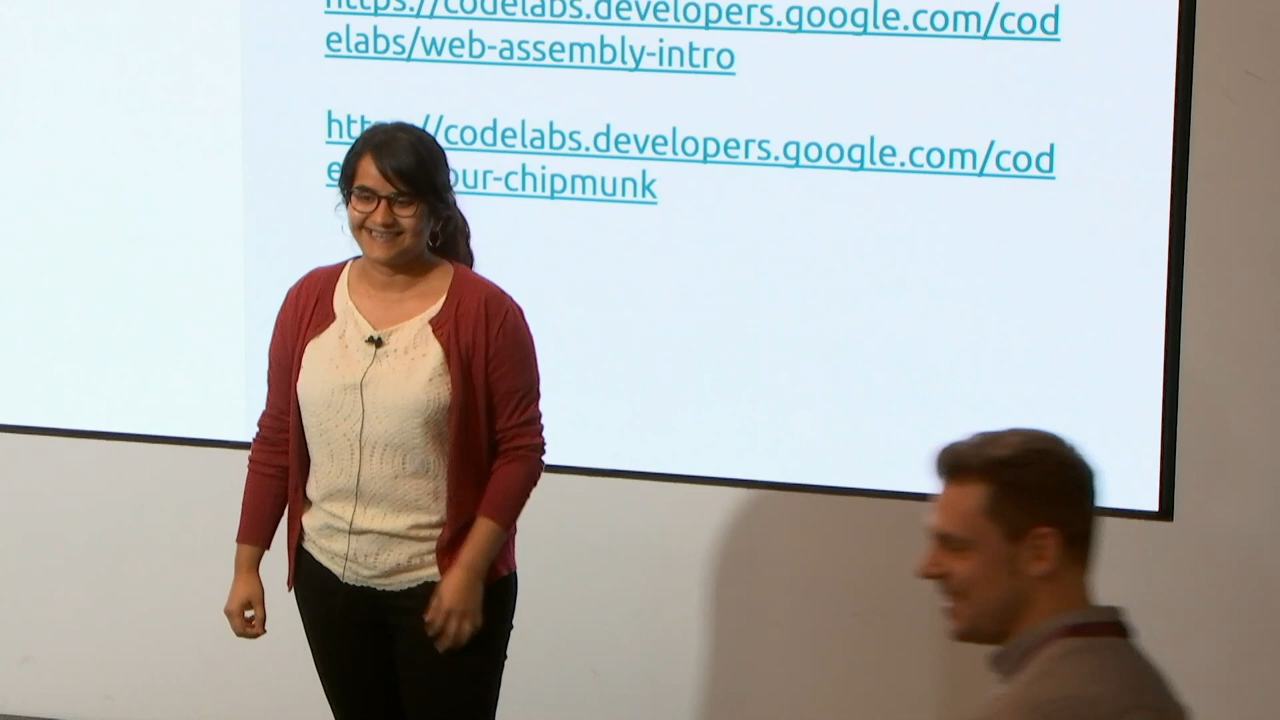 https://codelabs.developers.google.com/cod
elabs/web-assembly-intro
//codelabs.developers.google.com/cod
our-chipmunk